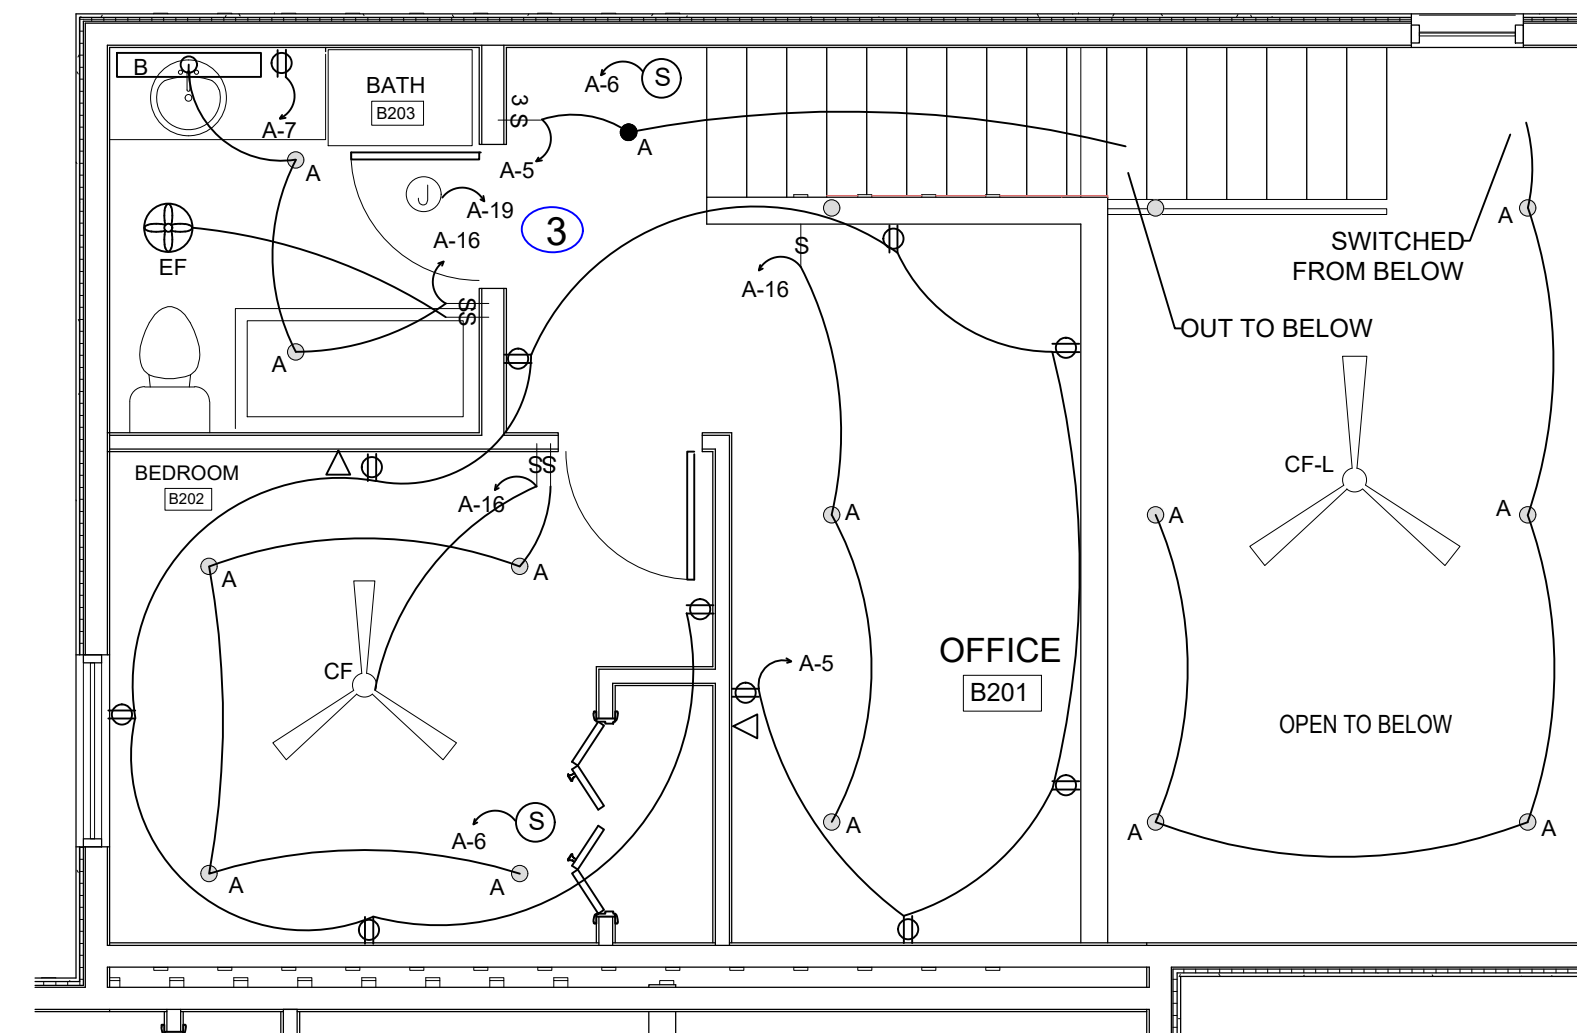 B
A-7
BATH
B203
A-6
S
3
S
A-5
A
A
J
A-19
3
A-16
EF
S
S
A
S
A-16
A
SWITCHED
FROM BELOW
OUT TO BELOW
BEDROOM
B202
SS
A-16
A
A
CF-L
A
A
A
A
CF
OFFICE
B201
A-5
OPEN TO BELOW
S
A-6
A
A
A
A
A